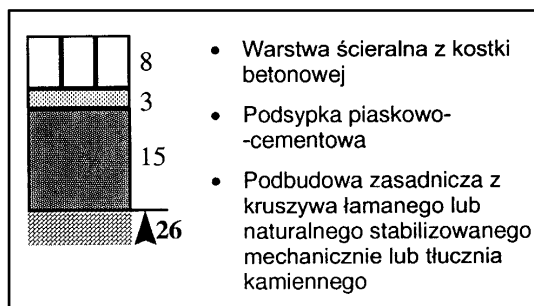 8
3
15
26
• Warstwa ścieralna z kostki
betonowej
• Podsypka piaskowo-
-cementowa
• Podbudowa zasadnicza z
kruszywa łamanego lub
naturalnego stabilizowanego
mechanicznie lub tłucznia
kamiennego